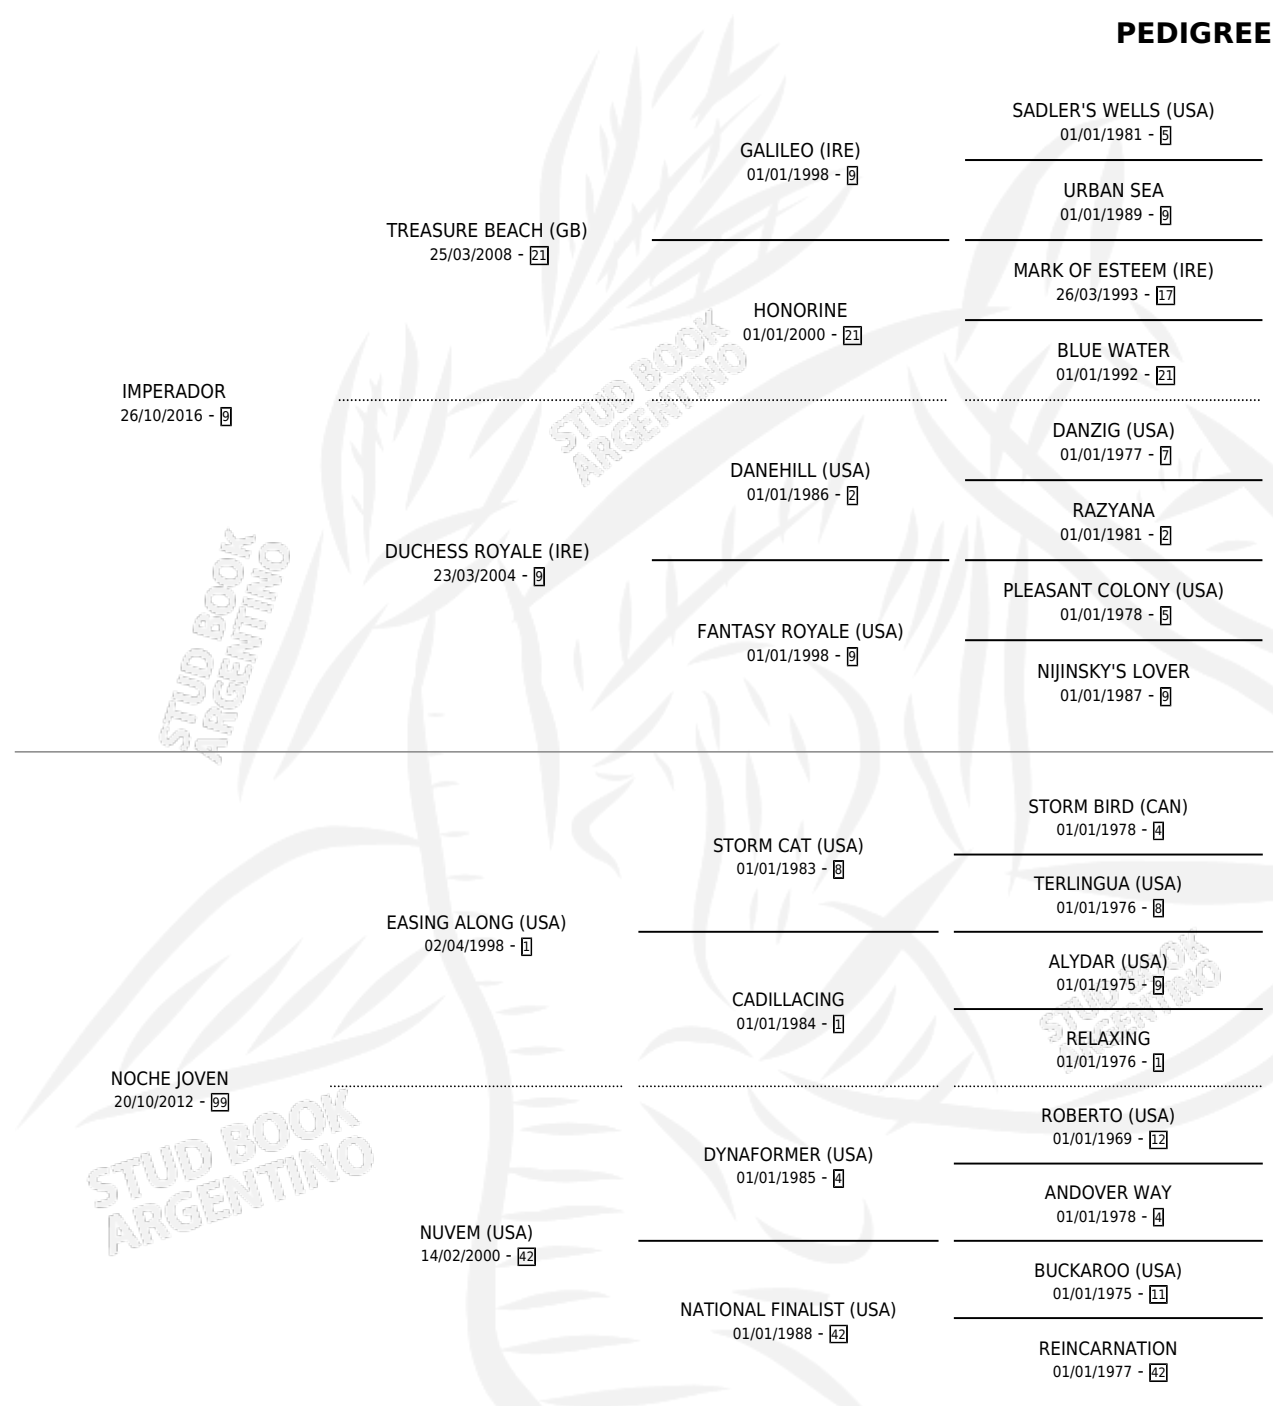 PEDIGREE
SADLER'S WELLS (USA)
01/01/1981 - 5
GALILEO (IRE)
01/01/1998 - 9
URBAN SEA
01/01/1989 - 9
TREASURE BEACH (GB)
25/03/2008 - 21
MARK OF ESTEEM (IRE)
26/03/1993 - 17
HONORINE
01/01/2000 - 21
BLUE WATER
01/01/1992 - 21
IMPERADOR
26/10/2016 - 9
STUD BOOK
ARGENTINO
DANZIG (USA)
01/01/1977 - 7
DANEHILL (USA)
01/01/1986 - 2
RAZYANA
01/01/1981 - 2
DUCHESS ROYALE (IRE)
23/03/2004 - 9
PLEASANT COLONY (USA)
01/01/1978 - 5
FANTASY ROYALE (USA)
01/01/1998 - 9
NIJINSKY'S LOVER
01/01/1987 - 9
STUD BOOK
ARGENTINO
STORM BIRD (CAN)
01/01/1978 - 4
STORM CAT (USA)
01/01/1983 - 8
TERLINGUA (USA)
01/01/1976 - 8
EASING ALONG (USA)
02/04/1998 - 1
ALYDAR (USA)
01/01/1975 - 9
CADILLACING
01/01/1984 - 1
STUD BOOK
ARGENTINO
RELAXING
01/01/1976 - 1
NOCHE JOVEN
20/10/2012 - 99
STUD BOOK
ARGENTINO
ROBERTO (USA)
01/01/1969 - 12
DYNAFORMER (USA)
01/01/1985 - 4
ANDOVER WAY
01/01/1978 - 4
NUVEM (USA)
14/02/2000 - 42
BUCKAROO (USA)
01/01/1975 - 11
NATIONAL FINALIST (USA)
01/01/1988 - 42
REINCARNATION
01/01/1977 - 42